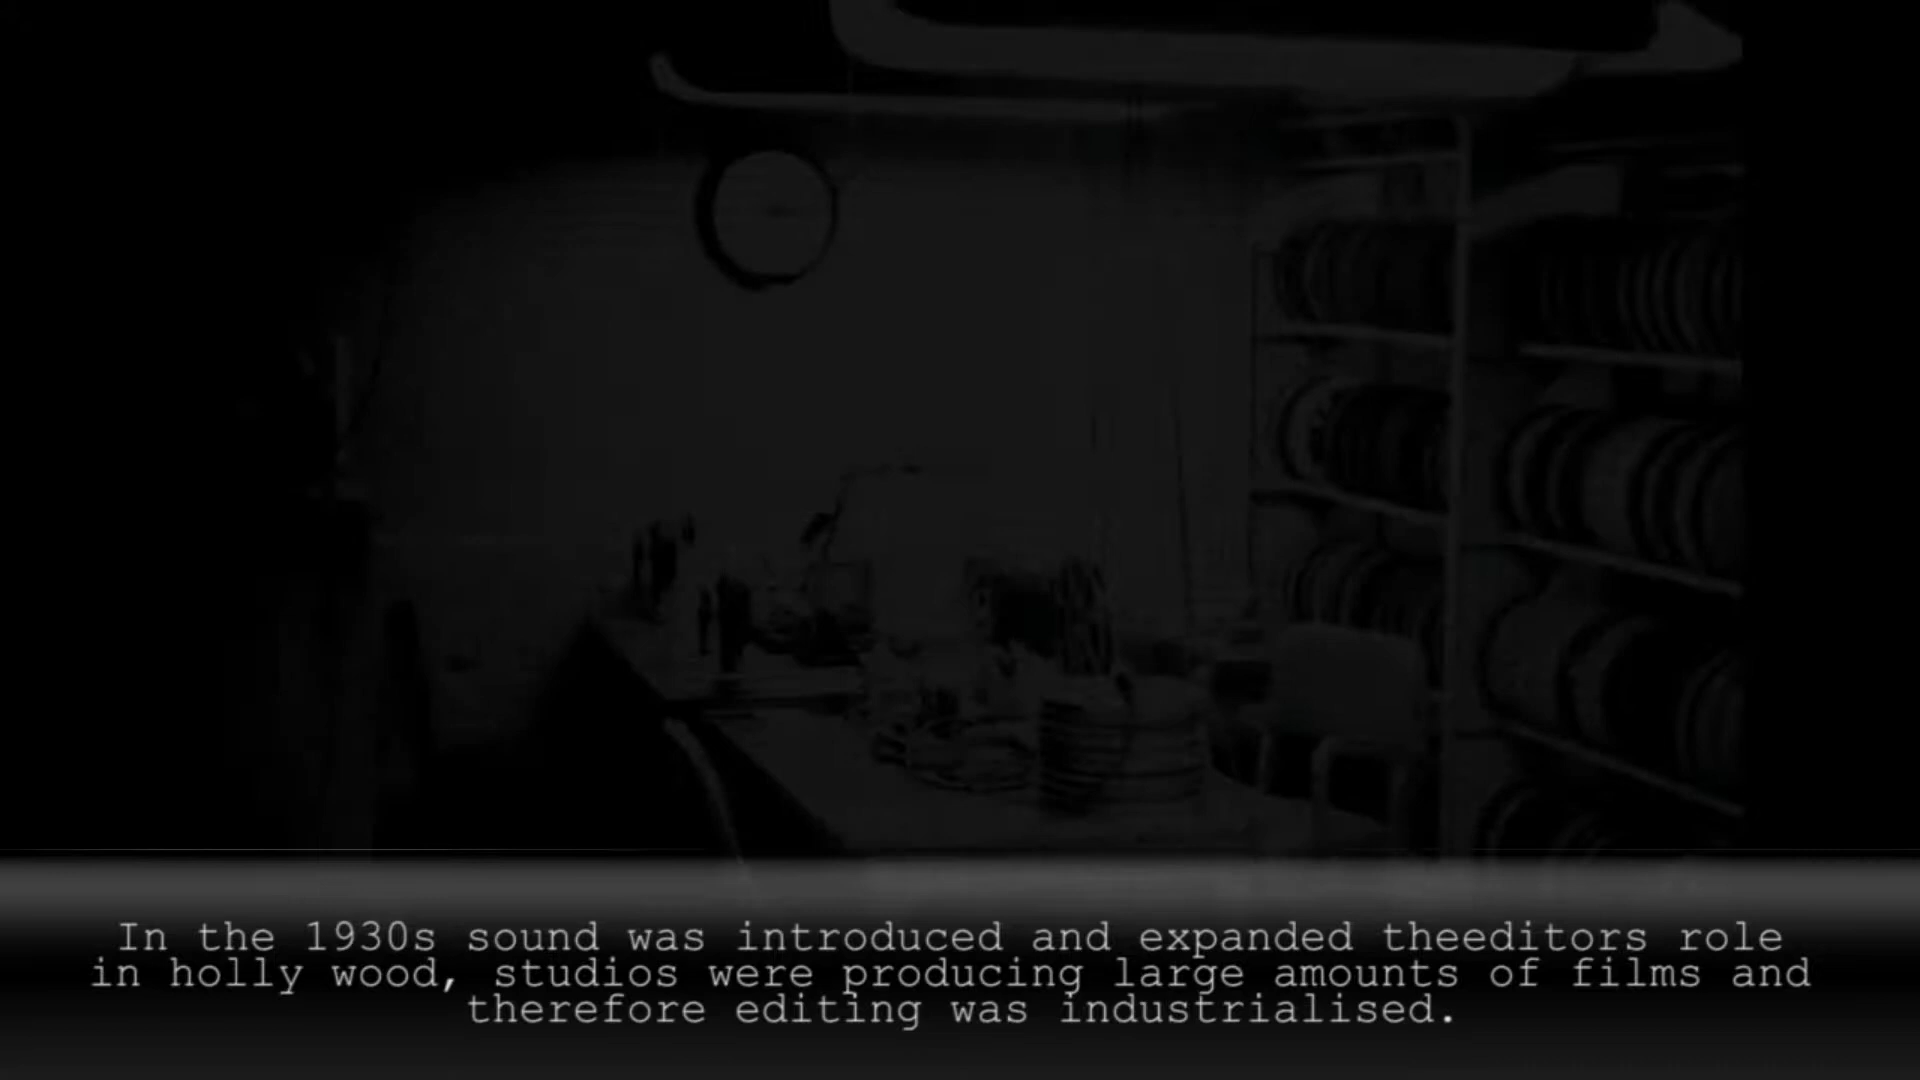 In the 1930s sound was introduced and expanded theeditors role
in holly wood, studios were producing large amounts of films and
therefore editing was industrialised.